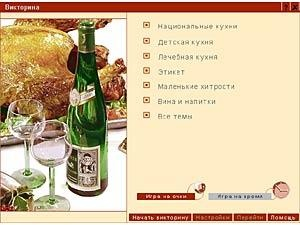 Викторина
Национальные кухни
Детская кухня
Лечебная кухня
Этикет
Маленькие хитрости
Вина и напитки
Все темы
Игра на очки
Игра на время
Начать викторину
Настройки
Перейти
Помощь